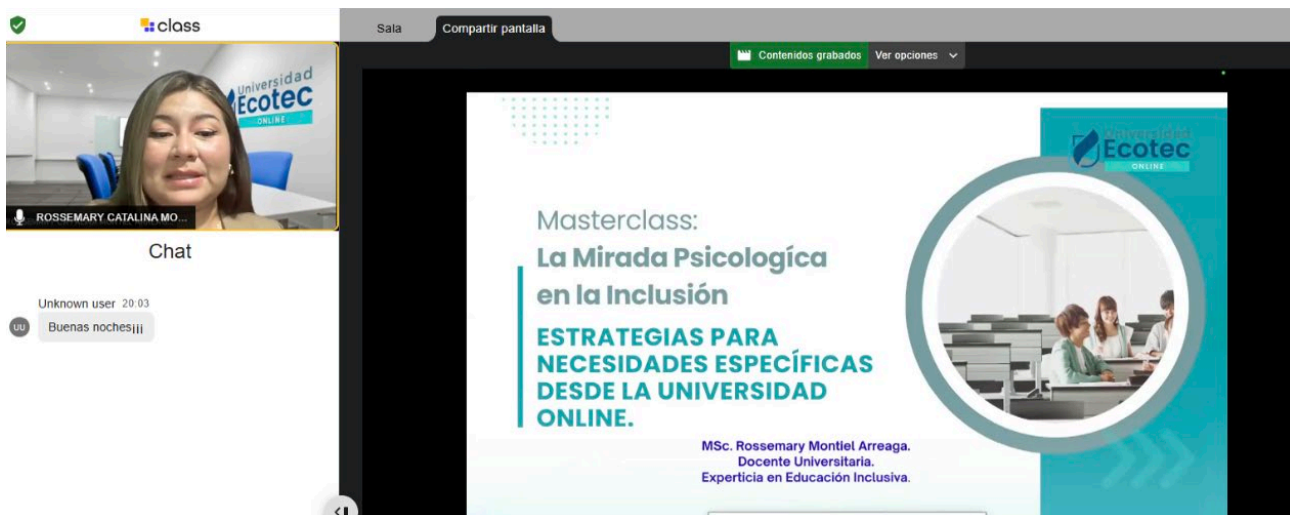 class
Sala
Compartir pantalla
Contenidos grabados
Ver opciones
Universidad
Ecotec
ONLINE
ROSSEMARY CATALINA MO...
Chat
Unknown user 20:03
UU
Buenas noches¡¡¡
Universidad
Ecotec
ONLINE
Masterclass:
La Mirada Psicologíca
en la Inclusión
ESTRATEGIAS PARA
NECESIDADES ESPECÍFICAS
DESDE LA UNIVERSIDAD
ONLINE.
MSc. Rossemary Montiel Arreaga.
Docente Universitaria.
Experticia en Educación Inclusiva.